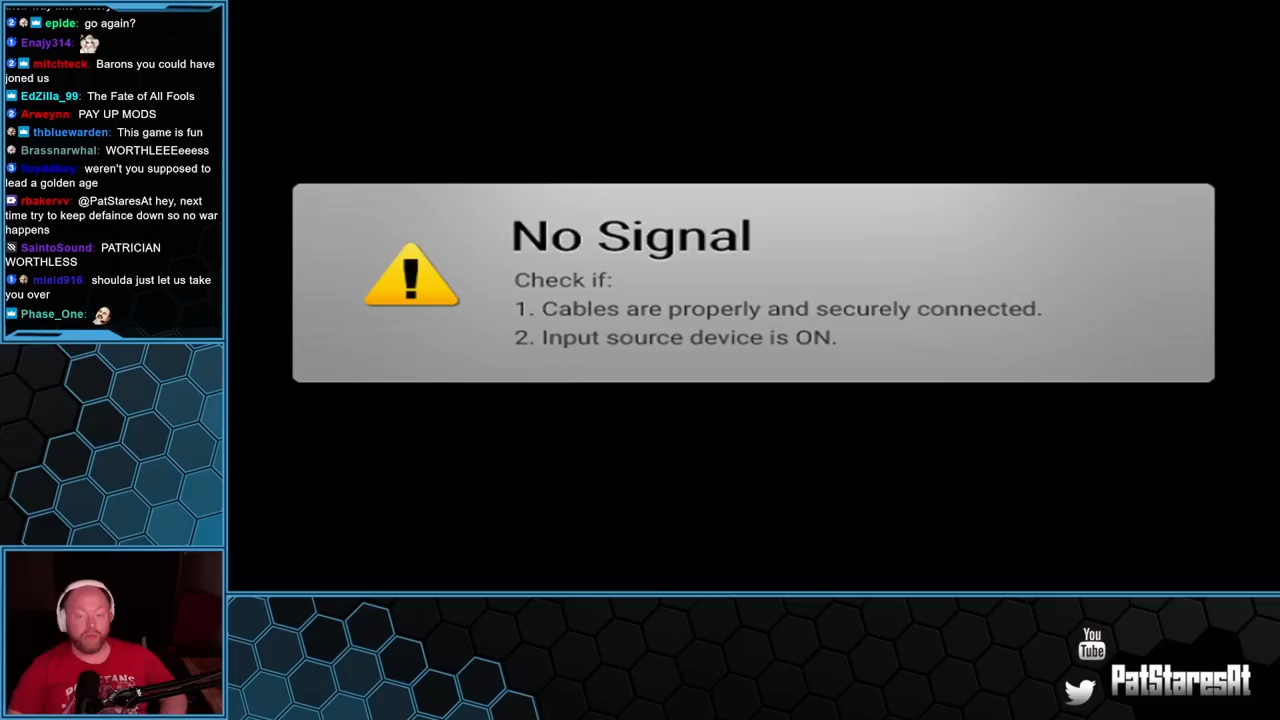 epide: go again?
Enajy314:
mitchteck: Barons you could have
joned us
EdZilla_99: The Fate of All Fools
Arweynn: PAY UP MODS
thbluewarden: This game is fun
Brassnarwhal: WORTHLEEEeeess
weren't you supposed to
lead a golden age
rbakervv: @PatStaresAt hey, next
time try to keep defaince down so no war
happens
SaintoSound: PATRICIAN
WORTHLESS
mield916: shoulda just let us take
you over
Phase_One:
No Signal
Check if:
1. Cables are properly and securely connected.
2. Input source device is ON.
You
Tube
PatStaresAt